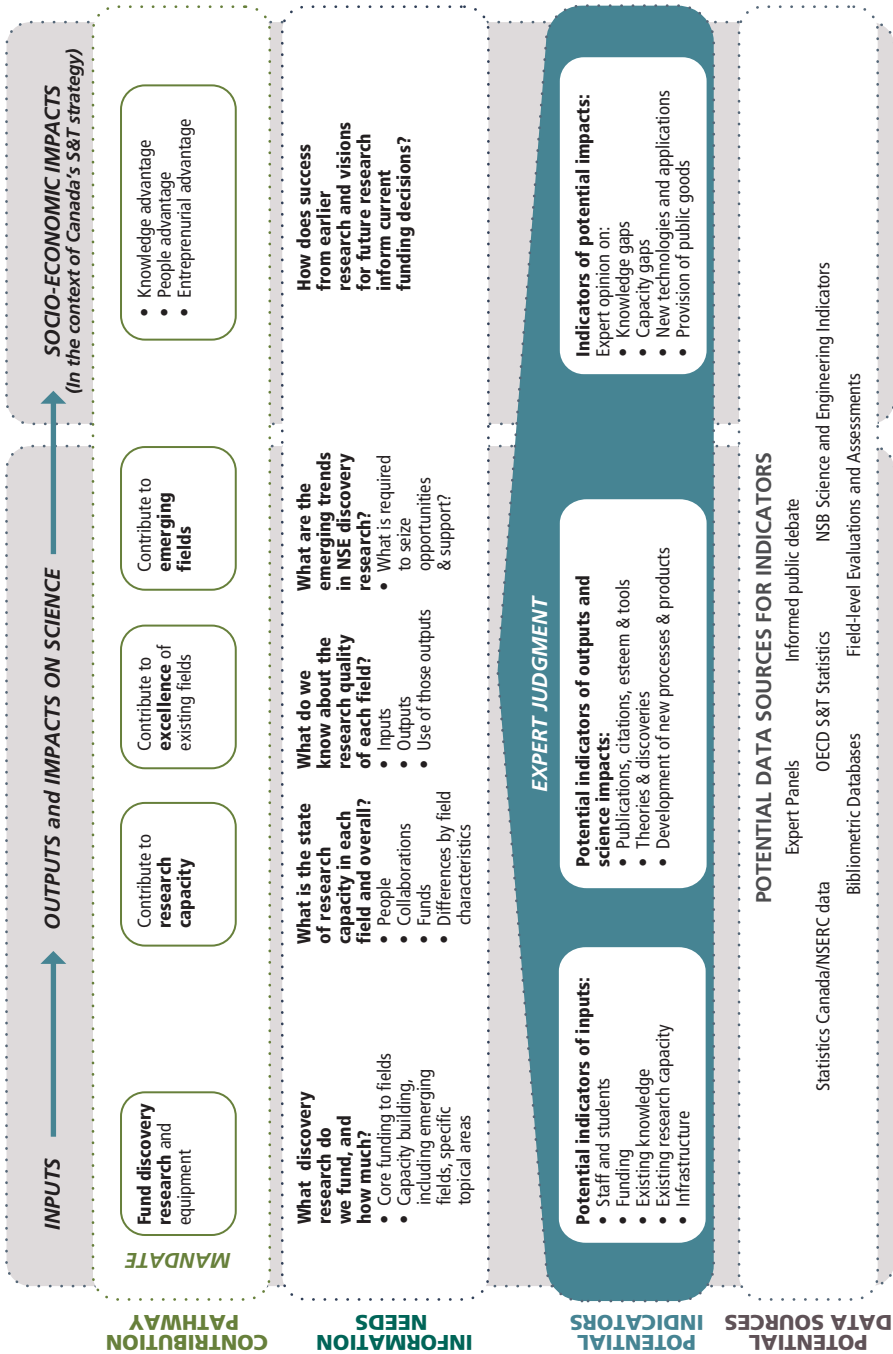 INPUTS
OUTPUTS and IMPACTS ON SCIENCE
SOCIO-ECONOMIC IMPACTS
(In the context of Canada's S&T strategy)
CONTRIBUTION
PATHWAY
MANDATE
Fund discovery
research and
equipment
Contribute to
research
capacity
Contribute to
excellence of
existing fields
Contribute to
emerging
fields
• Knowledge advantage
• People advantage
• Entreprenurial advantage
INFORMATION
NEEDS
What discovery
research do
we fund, and
how much?
• Core funding to fields
• Capacity building,
including emerging
fields, specific
topical areas
What is the state
of research
capacity in each
field and overall?
• People
• Collaborations
• Funds
• Differences by field
characteristics
What do we
know about the
research quality
of each field?
• Inputs
• Outputs
• Use of those outputs
What are the
emerging trends
in NSE discovery
research?
• What is required
to seize
opportunities
& support?
How does success
from earlier
research and visions
for future research
inform current
funding decisions?
POTENTIAL
INDICATORS
EXPERT JUDGMENT
Potential indicators of inputs:
• Staff and students
• Funding
• Existing knowledge
• Existing research capacity
• Infrastructure
Potential indicators of outputs and
science impacts:
• Publications, citations, esteem & tools
• Theories & discoveries
• Development of new processes & products
Indicators of potential impacts:
Expert opinion on:
• Knowledge gaps
• Capacity gaps
• New technologies and applications
• Provision of public goods
POTENTIAL
DATA SOURCES
POTENTIAL DATA SOURCES FOR INDICATORS
Expert Panels
Informed public debate
Statistics Canada/NSERC data
OECD S&T Statistics
NSB Science and Engineering Indicators
Bibliometric Databases
Field-level Evaluations and Assessments